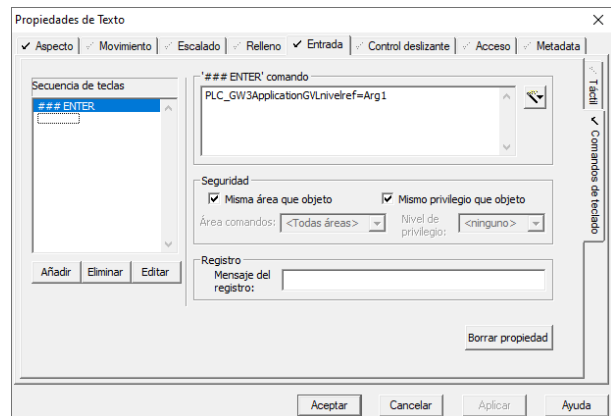 Propiedades de Texto
Aspecto Movimiento Escalado Relleno Entrada Control deslizante Acceso Metadata
Secuencia de teclas
### ENTER
Añadir Eliminar Editar
'### ENTER' comando
PLC_GW3ApplicationGVLnivelref=Arg1
Seguridad
Misma área que objeto Mismo privilegio que objeto
Área comandos: <Todas áreas> Nivel de privilegio: <ninguno>
Registro
Mensaje del
registro:
Borrar propiedad
Táctil
Comandos de teclado
Aceptar Cancelar Aplicar Ayuda